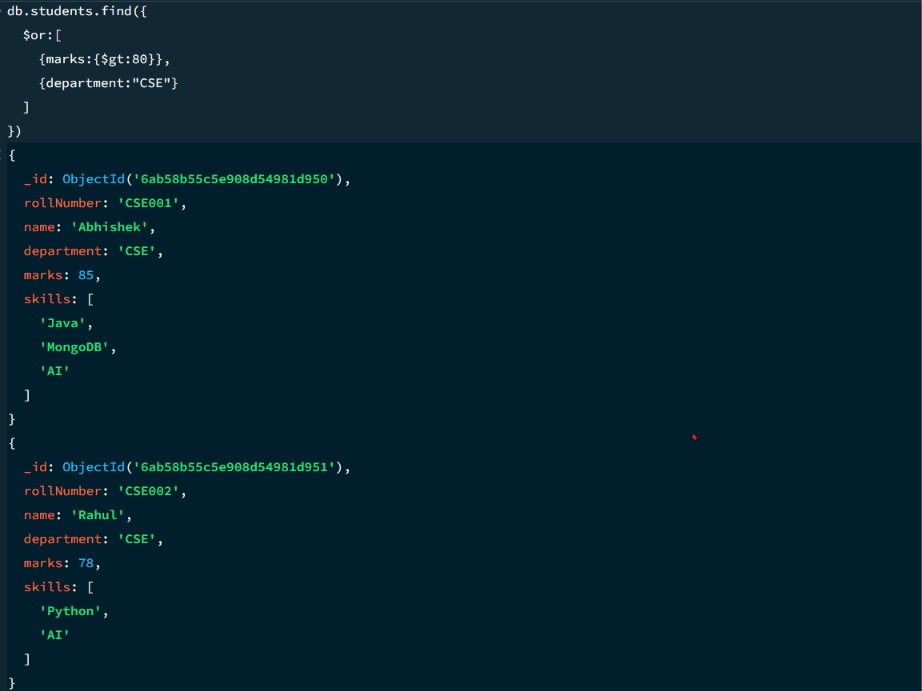 db.students.find({
  $or:[
    {marks:{$gt:80}},
    {department:"CSE"}
  ]
})
{
  _id: ObjectId('6ab58b55c5e908d54981d950'),
  rollNumber: 'CSE001',
  name: 'Abhishek',
  department: 'CSE',
  marks: 85,
  skills: [
    'Java',
    'MongoDB',
    'AI'
  ]
}
{
  _id: ObjectId('6ab58b55c5e908d54981d951'),
  rollNumber: 'CSE002',
  name: 'Rahul',
  department: 'CSE',
  marks: 78,
  skills: [
    'Python',
    'AI'
  ]
}